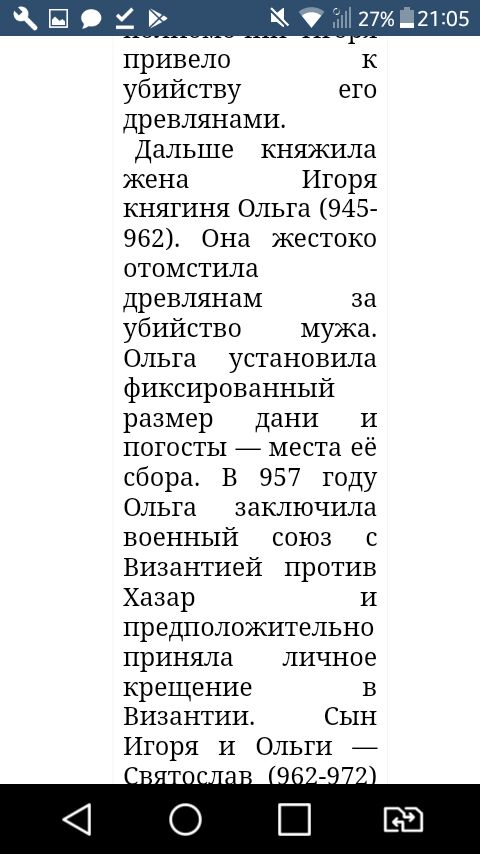 27% 21:05
привело к
убийству его
древлянами.
Дальше княжила
жена Игоря
княгиня Ольга (945-
962). Она жестоко
отомстила
древлянам за
убийство мужа.
Ольга установила
фиксированный
размер дани и
погосты — места её
сбора. В 957 году
Ольга заключила
военный союз с
Византией против
Хазар и
предположительно
приняла личное
крещение в
Византии. Сын
Игоря и Ольги —
Святослав (962-972)